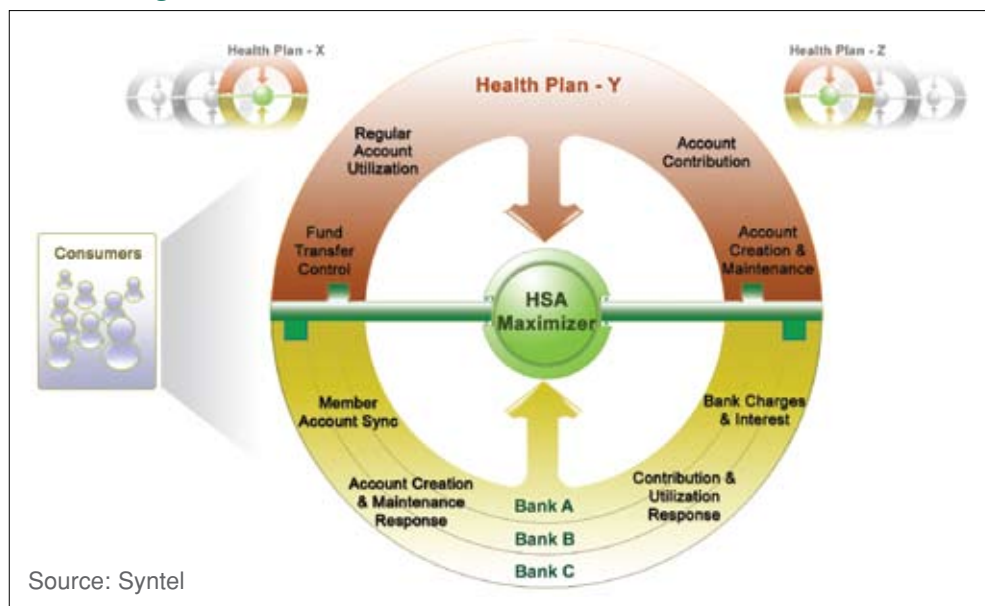 Health Plan - X
Health Plan - Z
Health Plan - Y
Regular
Account
Utilization
Account
Contribution
Fund
Transfer
Control
Account
Creation &
Maintenance
Consumers
HSA
Maximizer
Member
Account Sync
Bank Charges
& Interest
Account Creation
& Maintenance
Response
Contribution &
Utilization
Response
Bank A
Bank B
Bank C
Source: Syntel